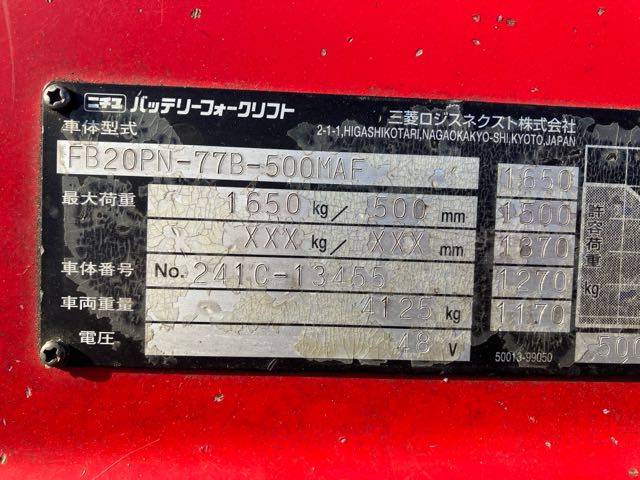 ニチユ バッテリーフォークリフト
三菱ロジスネクスト株式会社
2-1-1,HIGASHIKOTARI,NAGAOKAKYO-SHI,KYOTO,JAPAN
車体型式
FB20PN-77B-500MAF
最大荷重 1650 kg/ 500 mm
XXX kg/ XXX mm
車体番号 No. 241C-13455
車両重量 4125 kg
電圧 48 V
1650
1500
1370
1270
1170
許容荷重
kg
500
50013-99050